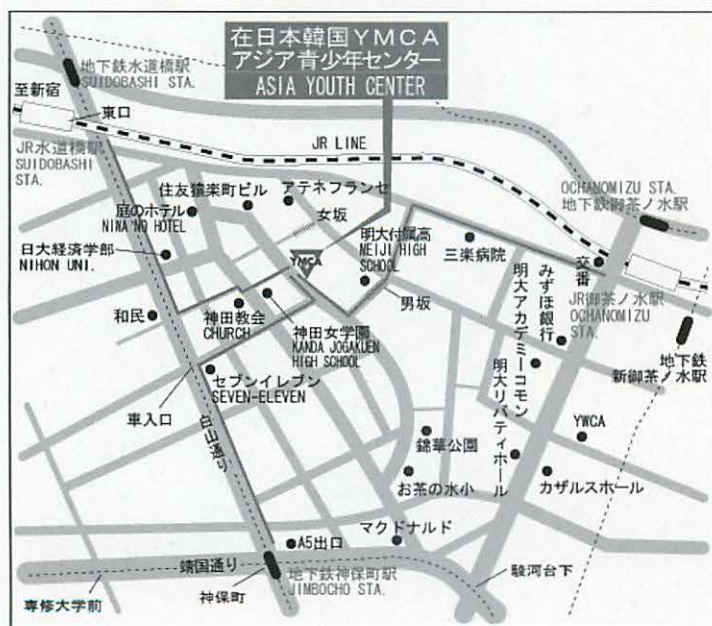 在日本韓国YMCA
アジア青少年センター
ASIA YOUTH CENTER
地下鉄水道橋駅
SUIDOBASHI STA.
至新宿
東口
JR水道橋駅
SUIDOBASHI
STA.
JR LINE
OCHANOMIZU STA.
地下鉄御茶ノ水駅
住友猿楽町ビル
アテネフランセ
庭のホテル
NINA'NO HOTEL
女坂
日大経済学部
NIHON UNI.
YMCA
明大付属高
NEIJI HIGH
SCHOOL
三楽病院
交番
みずほ銀行
明大アカデミーコモン
JR御茶ノ水駅
OCHANOMIZU
STA.
男坂
和民
神田教会
CHURCH
神田女学園
KANDA JOGAKUEN
HIGH SCHOOL
地下鉄
新御茶ノ水駅
セブンイレブン
SEVEN-ELEVEN
車入口
白山通り
明大リバティホール
YWCA
錦華公園
お茶の水小
カザルスホール
マクドナルド
A5出口
靖国通り
地下鉄神保町駅
JIMBOCHO STA.
駿河台下
神保町
専修大学前